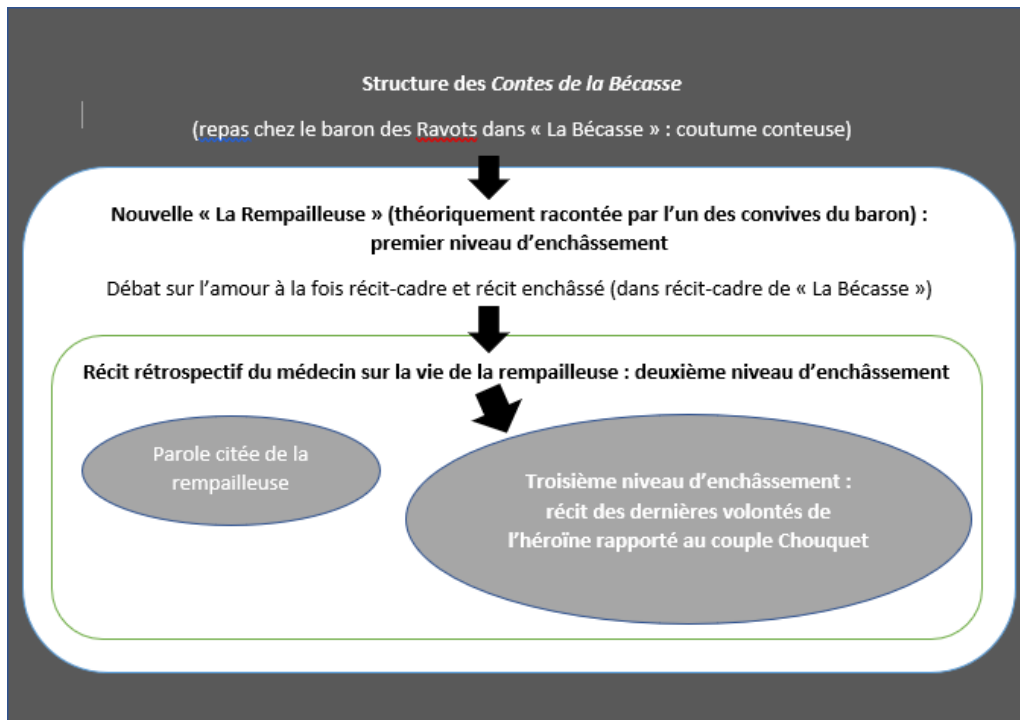 Structure des Contes de la Bécasse
(repas chez le baron des Ravots dans « La Bécasse » : coutume conteuse)
Nouvelle « La Rempailleuse » (théoriquement racontée par l’un des convives du baron) :
premier niveau d’enchâssement
Débat sur l’amour à la fois récit-cadre et récit enchâssé (dans récit-cadre de « La Bécasse »)
Récit rétrospectif du médecin sur la vie de la rempailleuse : deuxième niveau d’enchâssement
Parole citée de la
rempailleuse
Troisième niveau d’enchâssement :
récit des dernières volontés de
l’héroïne rapporté au couple Chouquet